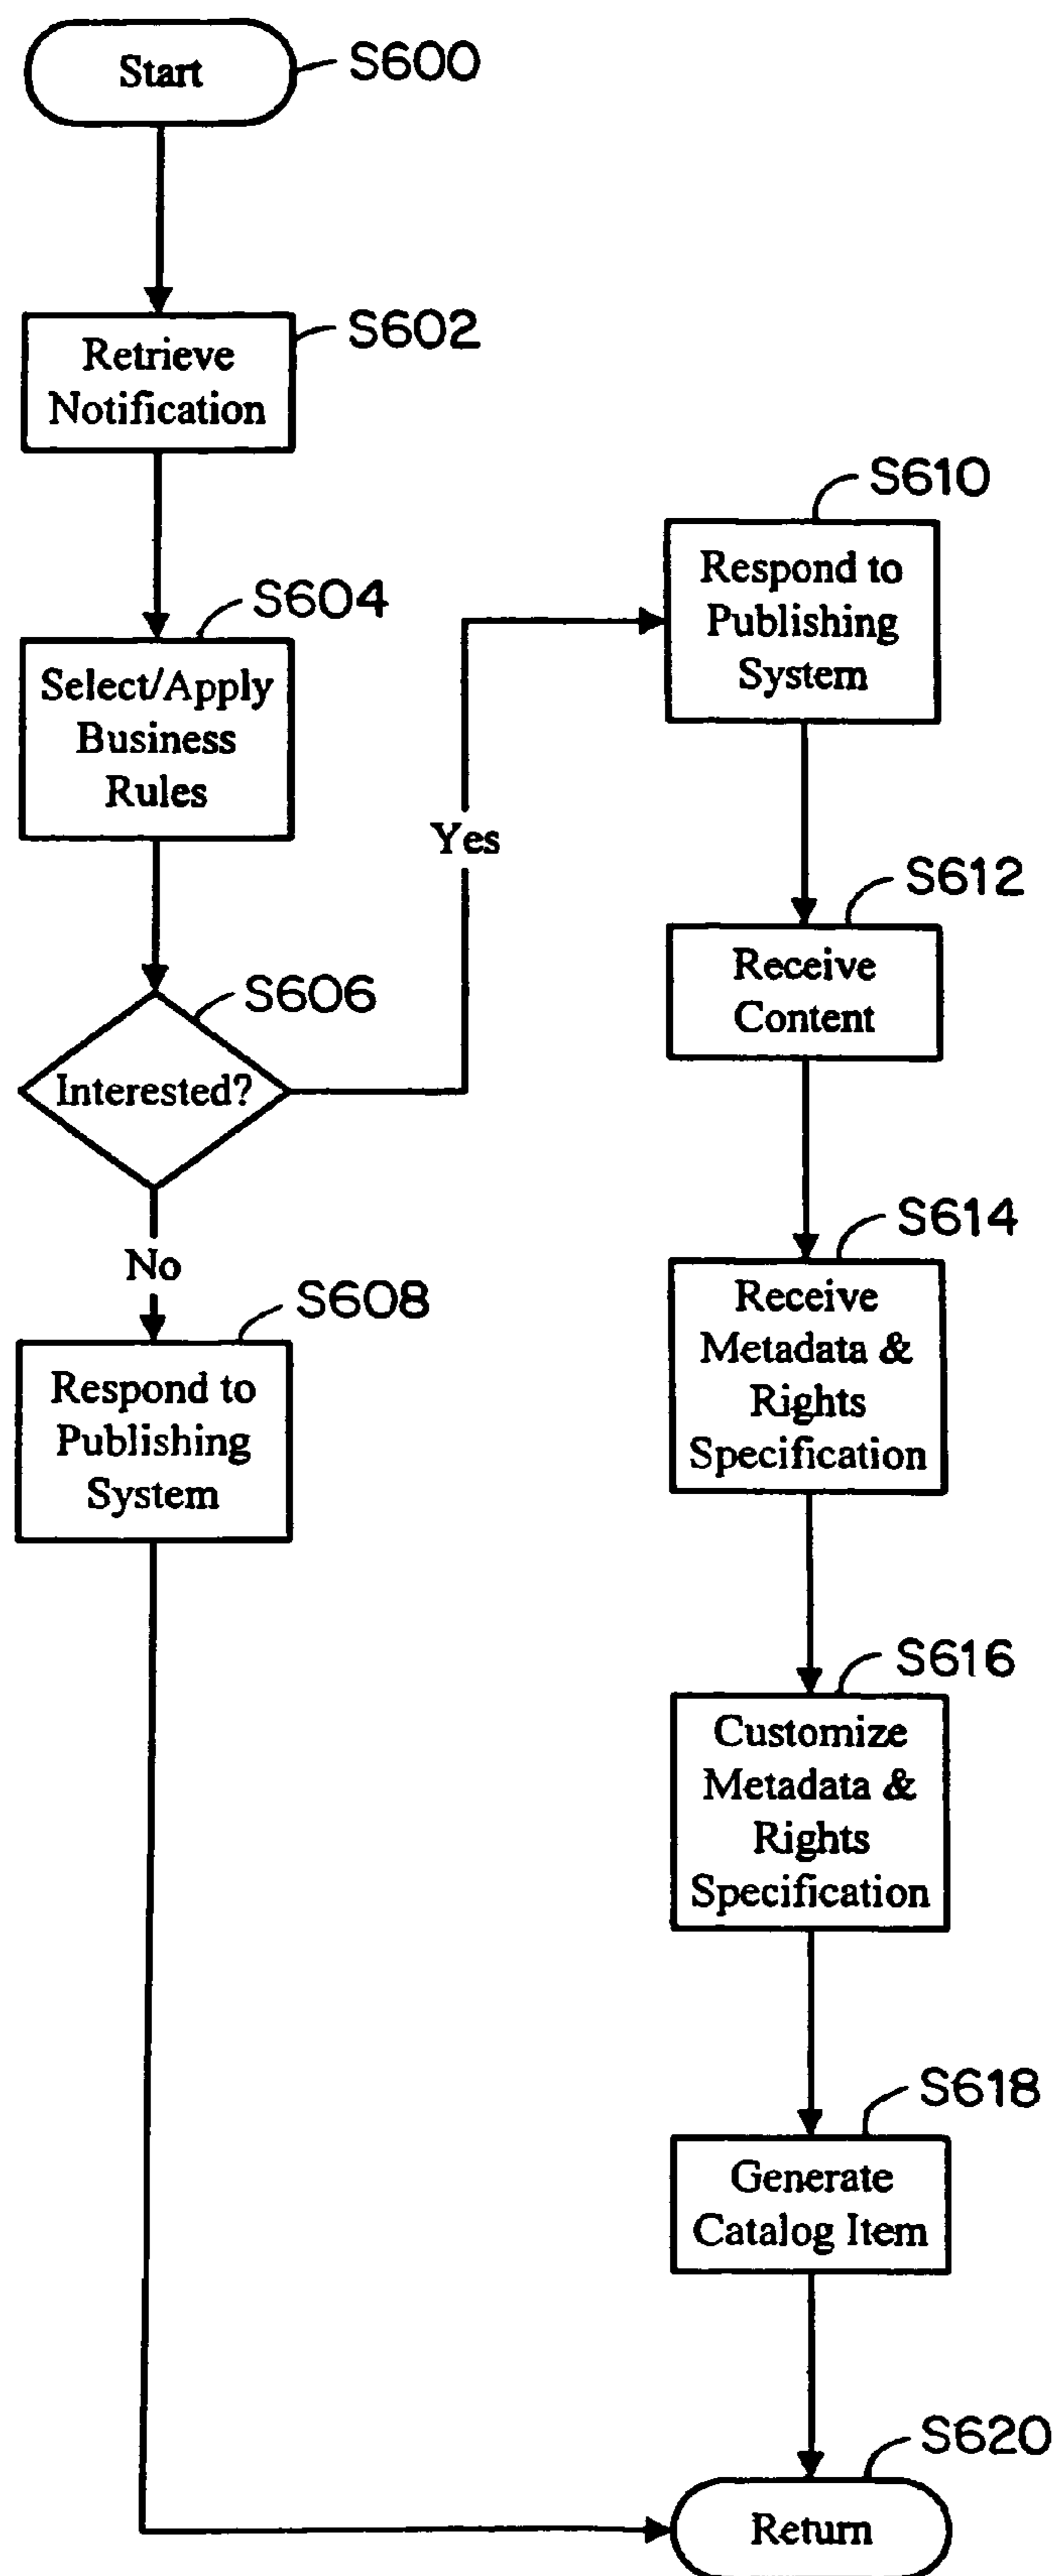 Start
S600
Retrieve
Notification
S602
Select/Apply
Business
Rules
S604
Interested?
S606
Yes
No
Respond to
Publishing
System
S608
Respond to
Publishing
System
S610
Receive
Content
S612
Receive
Metadata &
Rights
Specification
S614
Customize
Metadata &
Rights
Specification
S616
Generate
Catalog Item
S618
Return
S620